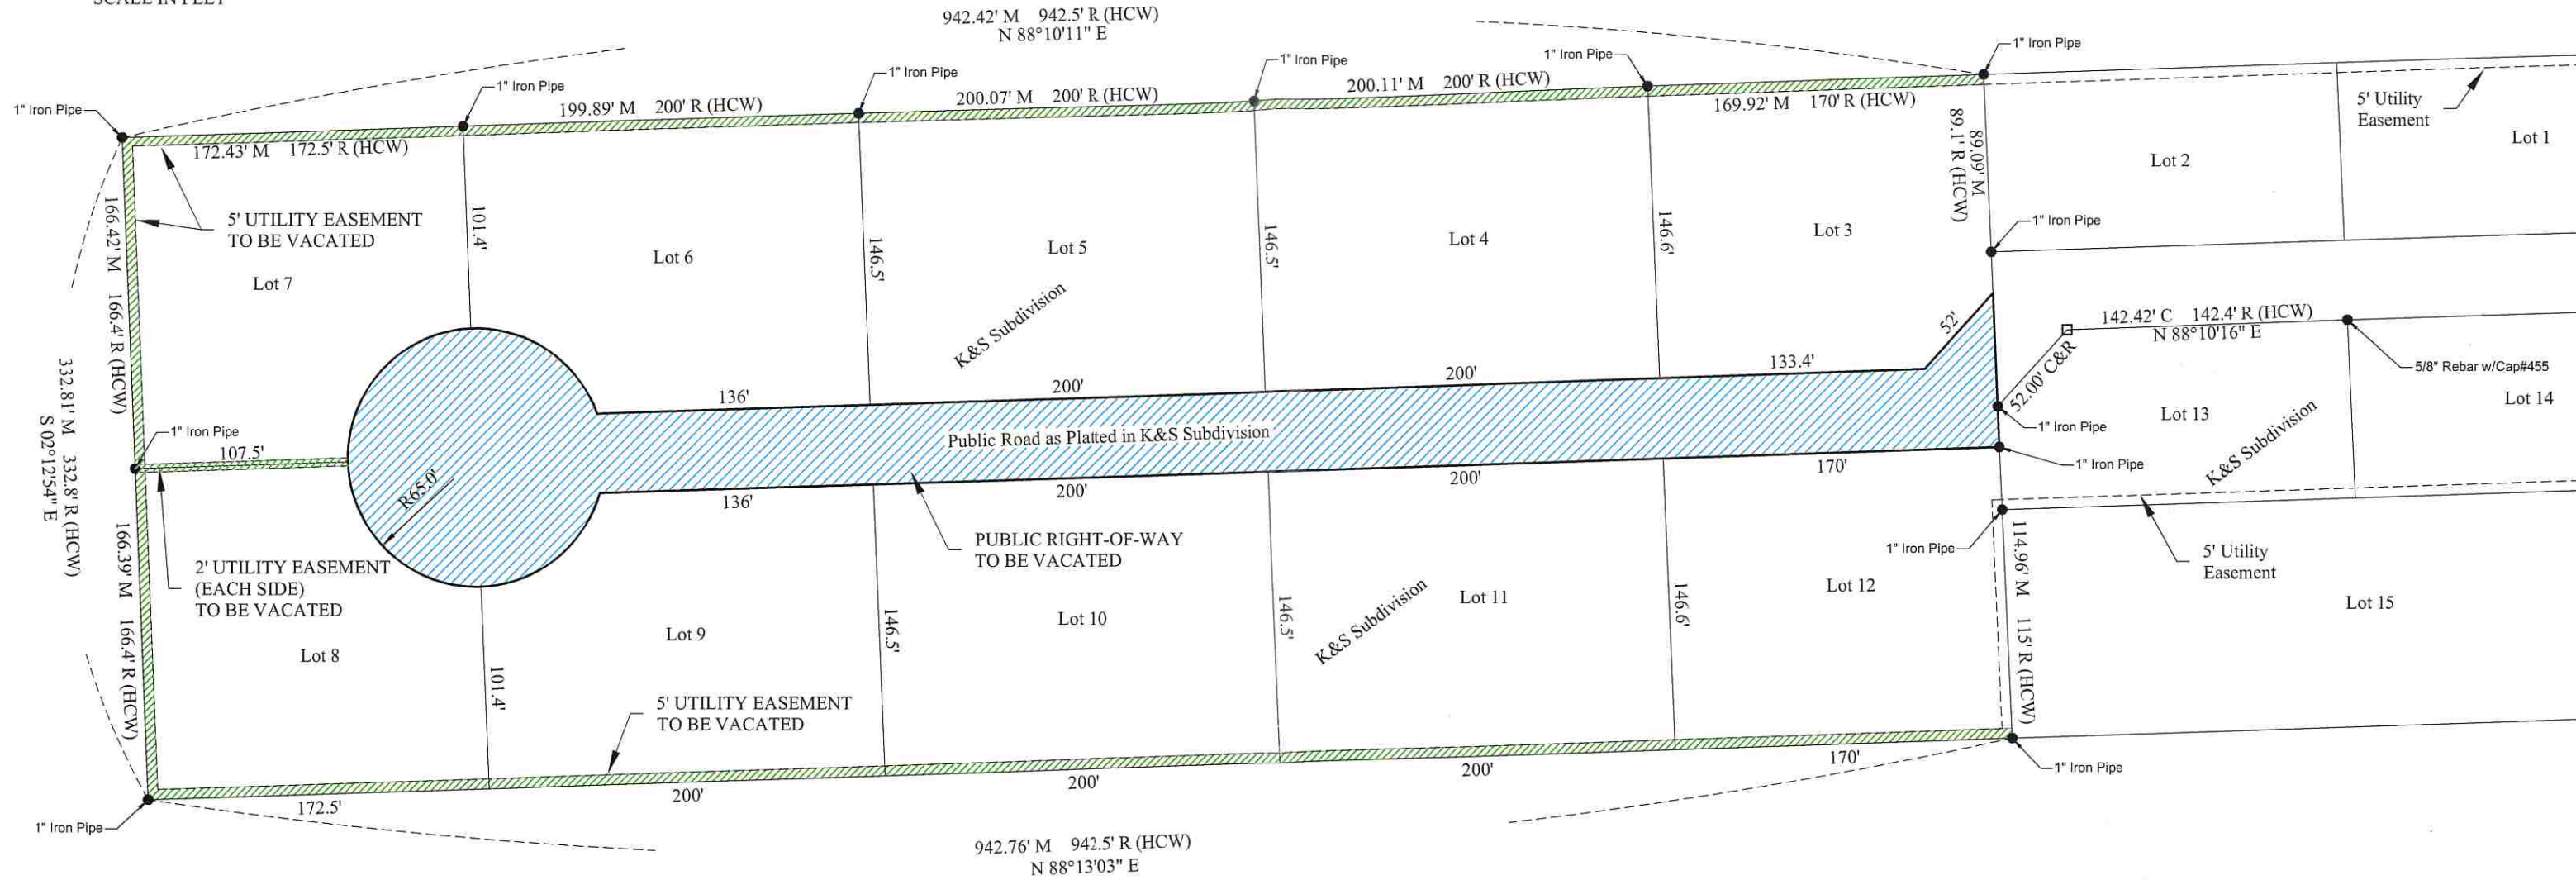 942.42' M 942.5' R (HCW)
N 88°10'11" E
1" Iron Pipe
1" Iron Pipe
1" Iron Pipe
1" Iron Pipe
1" Iron Pipe
1" Iron Pipe
172.43' M 172.5' R (HCW)
199.89' M 200' R (HCW)
200.07' M 200' R (HCW)
200.11' M 200' R (HCW)
169.92' M 170' R (HCW)
89.09' M
89.1' R (HCW)
5' Utility
Easement
Lot 1
Lot 2
5' UTILITY EASEMENT
TO BE VACATED
166.42' M 166.4' R (HCW)
101.4'
146.5'
146.5'
146.6'
Lot 7
Lot 6
Lot 5
Lot 4
Lot 3
1" Iron Pipe
K&S Subdivision
52'
142.42' C 142.4' R (HCW)
N 88°10'16" E
52.00' C&R
5/8" Rebar w/Cap#455
Lot 13
Lot 14
K&S Subdivision
332.81' M 332.8' R (HCW)
S 02°12'54" E
1" Iron Pipe
107.5'
R65.0'
136'
200'
200'
133.4'
Public Road as Platted in K&S Subdivision
1" Iron Pipe
1" Iron Pipe
136'
200'
200'
170'
PUBLIC RIGHT-OF-WAY
TO BE VACATED
1" Iron Pipe
5' Utility
Easement
2' UTILITY EASEMENT
(EACH SIDE)
TO BE VACATED
166.39' M 166.4' R (HCW)
Lot 8
Lot 9
Lot 10
Lot 11
Lot 12
Lot 15
K&S Subdivision
101.4'
146.5'
146.5'
146.6'
114.96' M 115' R (HCW)
5' UTILITY EASEMENT
TO BE VACATED
172.5'
200'
200'
200'
170'
1" Iron Pipe
1" Iron Pipe
942.76' M 942.5' R (HCW)
N 88°13'03" E